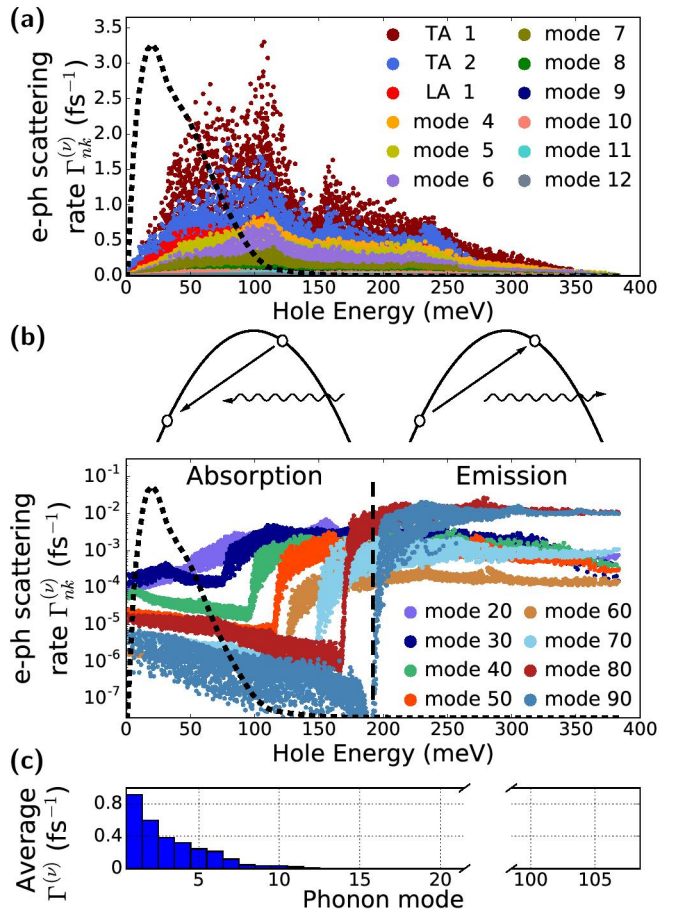 (a)
e-ph scattering
rate Γ_{nk}^{(ν)} (fs⁻¹)
3.5
3.0
2.5
2.0
1.5
1.0
0.5
0.0
TA 1
TA 2
LA 1
mode 4
mode 5
mode 6
mode 7
mode 8
mode 9
mode 10
mode 11
mode 12
0 50 100 150 200 250 300 350 400
Hole Energy (meV)
(b)
Absorption
Emission
e-ph scattering
rate Γ_{nk}^{(ν)} (fs⁻¹)
10⁻¹
10⁻²
10⁻³
10⁻⁴
10⁻⁵
10⁻⁶
10⁻⁷
mode 20
mode 30
mode 40
mode 50
mode 60
mode 70
mode 80
mode 90
0 50 100 150 200 250 300 350 400
Hole Energy (meV)
(c)
Average
Γ^{(ν)} (fs⁻¹)
0.8
0.4
0
5 10 15 20 100 105
Phonon mode